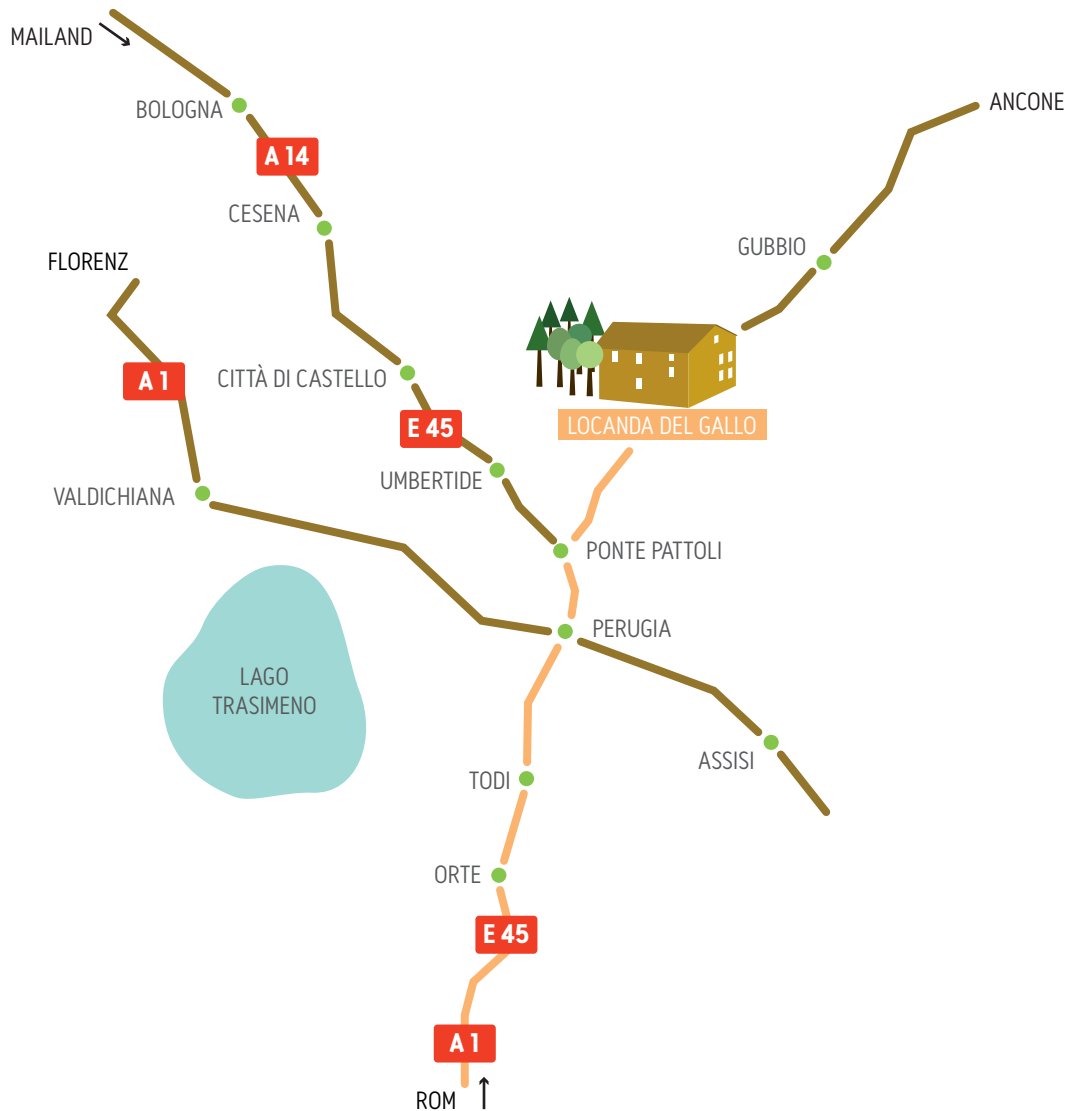 MAILAND
BOLOGNA
ANCONE
A 14
CESENA
GUBBIO
FLORENZ
A 1
CITTÀ DI CASTELLO
LOCANDA DEL GALLO
E 45
UMBERTIDE
VALDICHIANA
PONTE PATTOLI
PERUGIA
LAGO
TRASIMENO
ASSISI
TODI
ORTE
E 45
A 1
ROM